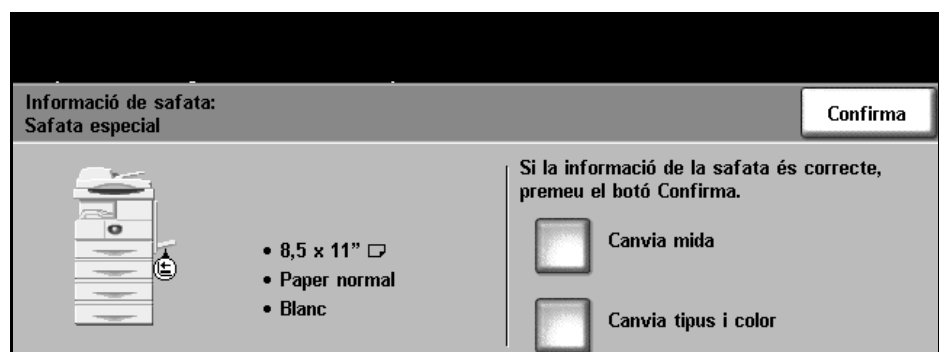 Informació de safata:
Safata especial
Confirma
Si la informació de la safata és correcte,
premeu el botó Confirma.
• 8,5 x 11”
• Paper normal
• Blanc
Canvia mida
Canvia tipus i color